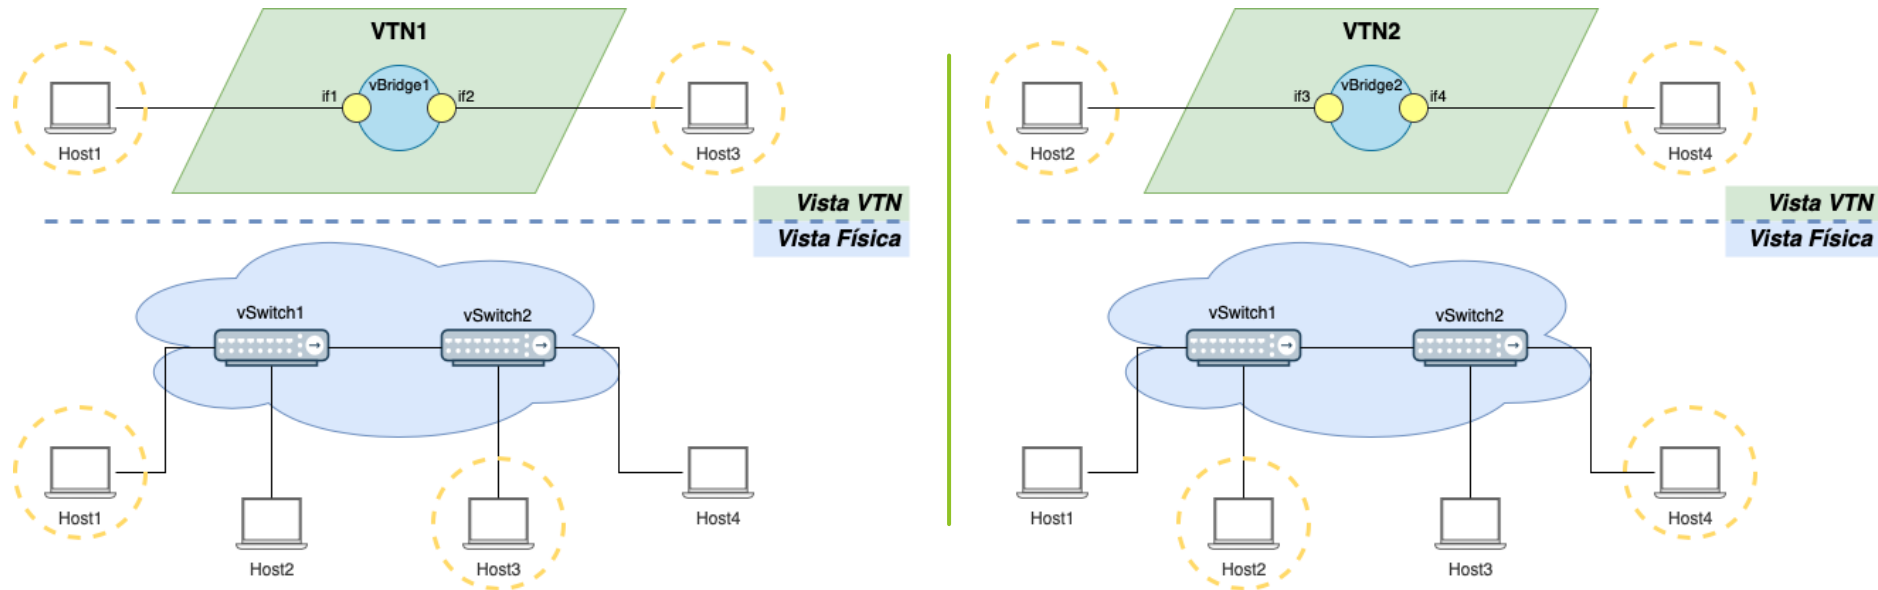 VTN1
vBridge1
if1
if2
Host1
Host3
Vista VTN
Vista Física
vSwitch1
vSwitch2
Host1
Host2
Host3
Host4
VTN2
vBridge2
if3
if4
Host2
Host4
Vista VTN
Vista Física
vSwitch1
vSwitch2
Host1
Host2
Host3
Host4